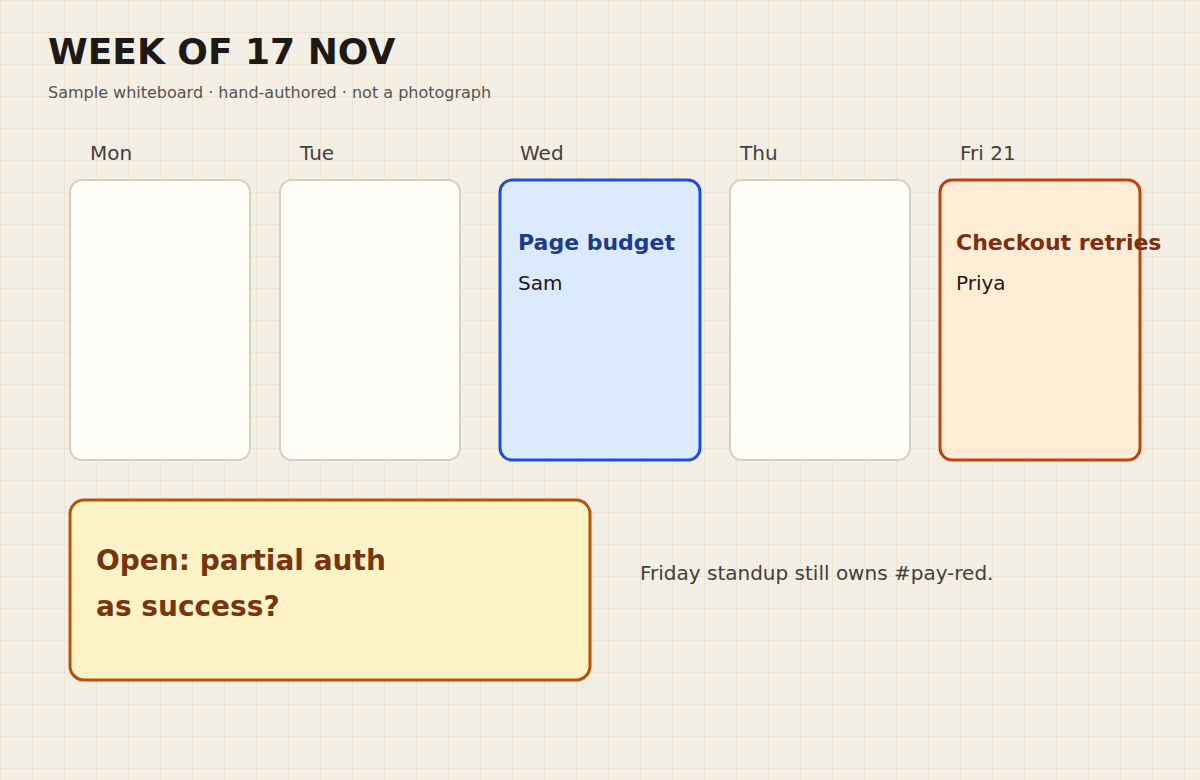 WEEK OF 17 NOV
Sample whiteboard · hand-authored · not a photograph
Mon
Tue
Wed
Thu
Fri 21
Page budget
Sam
Checkout retries
Priya
Open: partial auth
as success?
Friday standup still owns #pay-red.